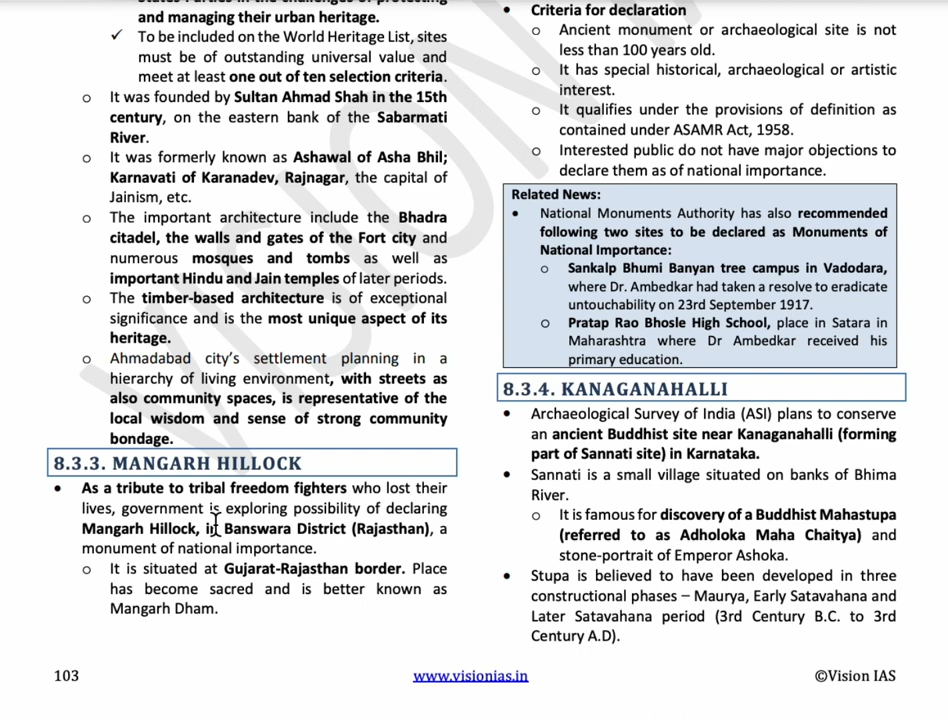 States Parties in the challenges of protecting
and managing their urban heritage.
✓ To be included on the World Heritage List, sites
must be of outstanding universal value and
meet at least one out of ten selection criteria.
o It was founded by Sultan Ahmad Shah in the 15th
century, on the eastern bank of the Sabarmati
River.
o It was formerly known as Ashawal of Asha Bhil;
Karnavati of Karanadev, Rajnagar, the capital of
Jainism, etc.
o The important architecture include the Bhadra
citadel, the walls and gates of the Fort city and
numerous mosques and tombs as well as
important Hindu and Jain temples of later periods.
o The timber-based architecture is of exceptional
significance and is the most unique aspect of its
heritage.
o Ahmadabad city's settlement planning in a
hierarchy of living environment, with streets as
also community spaces, is representative of the
local wisdom and sense of strong community
bondage.
8.3.3. MANGARH HILLOCK
• As a tribute to tribal freedom fighters who lost their
lives, government is exploring possibility of declaring
Mangarh Hillock, in Banswara District (Rajasthan), a
monument of national importance.
o It is situated at Gujarat-Rajasthan border. Place
has become sacred and is better known as
Mangarh Dham.
• Criteria for declaration
o Ancient monument or archaeological site is not
less than 100 years old.
o It has special historical, archaeological or artistic
interest.
o It qualifies under the provisions of definition as
contained under ASAMR Act, 1958.
o Interested public do not have major objections to
declare them as of national importance.
Related News:
• National Monuments Authority has also recommended
following two sites to be declared as Monuments of
National Importance:
o Sankalp Bhumi Banyan tree campus in Vadodara,
where Dr. Ambedkar had taken a resolve to eradicate
untouchability on 23rd September 1917.
o Pratap Rao Bhosle High School, place in Satara in
Maharashtra where Dr Ambedkar received his
primary education.
8.3.4. KANAGANAHALLI
• Archaeological Survey of India (ASI) plans to conserve
an ancient Buddhist site near Kanaganahalli (forming
part of Sannati site) in Karnataka.
• Sannati is a small village situated on banks of Bhima
River.
o It is famous for discovery of a Buddhist Mahastupa
(referred to as Adholoka Maha Chaitya) and
stone-portrait of Emperor Ashoka.
• Stupa is believed to have been developed in three
constructional phases – Maurya, Early Satavahana and
Later Satavahana period (3rd Century B.C. to 3rd
Century A.D).
103
www.visionias.in
©Vision IAS
VISION